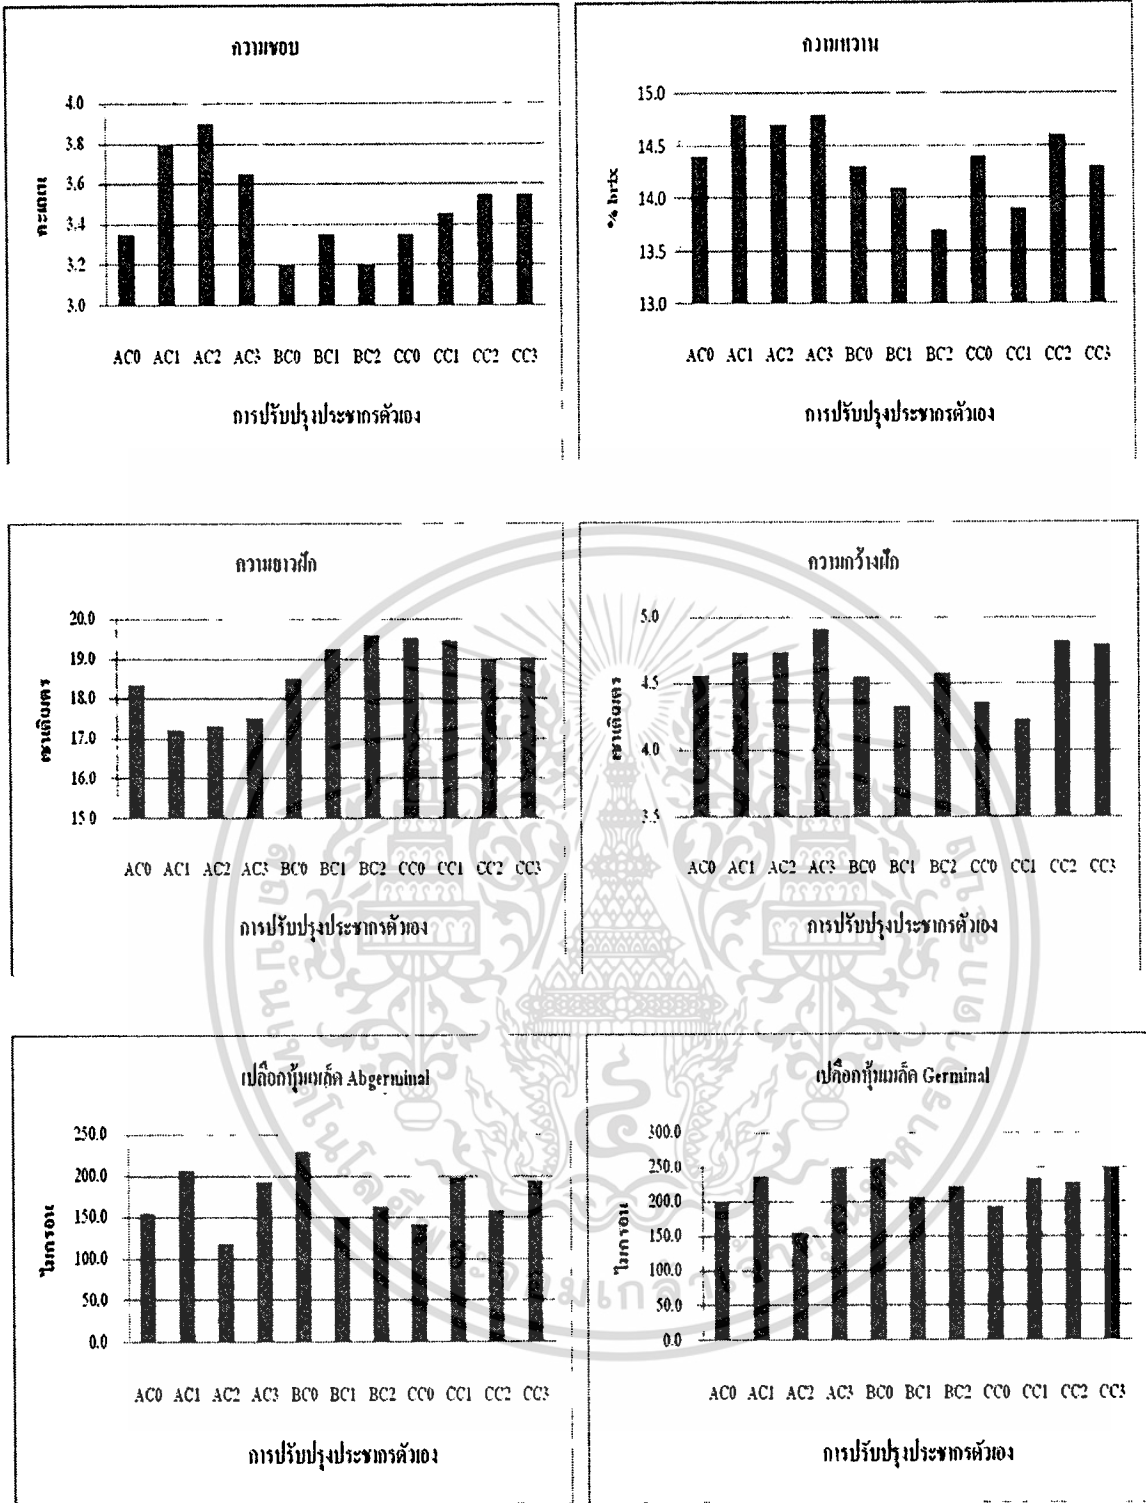 ความชอบ
4.0
3.8
3.6
3.4
3.2
3.0
คะแนน
AC0 AC1 AC2 AC3 BC0 BC1 BC2 CC0 CC1 CC2 CC3
การปรับปรุงประชากรตัวเอง
ความหวาน
15.0
14.5
14.0
13.5
13.0
% brix
AC0 AC1 AC2 AC3 BC0 BC1 BC2 CC0 CC1 CC2 CC3
การปรับปรุงประชากรตัวเอง
ความยาวฝัก
20.0
19.0
18.0
17.0
16.0
15.0
เซนติเมตร
AC0 AC1 AC2 AC3 BC0 BC1 BC2 CC0 CC1 CC2 CC3
การปรับปรุงประชากรตัวเอง
ความกว้างฝัก
5.0
4.5
4.0
3.5
เซนติเมตร
AC0 AC1 AC2 AC3 BC0 BC1 BC2 CC0 CC1 CC2 CC3
การปรับปรุงประชากรตัวเอง
เปลือกหุ้มเมล็ด Abgerminal
250.0
200.0
150.0
100.0
50.0
0.0
ไมครอน
AC0 AC1 AC2 AC3 BC0 BC1 BC2 CC0 CC1 CC2 CC3
การปรับปรุงประชากรตัวเอง
เปลือกหุ้มเมล็ด Germinal
300.0
250.0
200.0
150.0
100.0
50.0
0.0
ไมครอน
AC0 AC1 AC2 AC3 BC0 BC1 BC2 CC0 CC1 CC2 CC3
การปรับปรุงประชากรตัวเอง